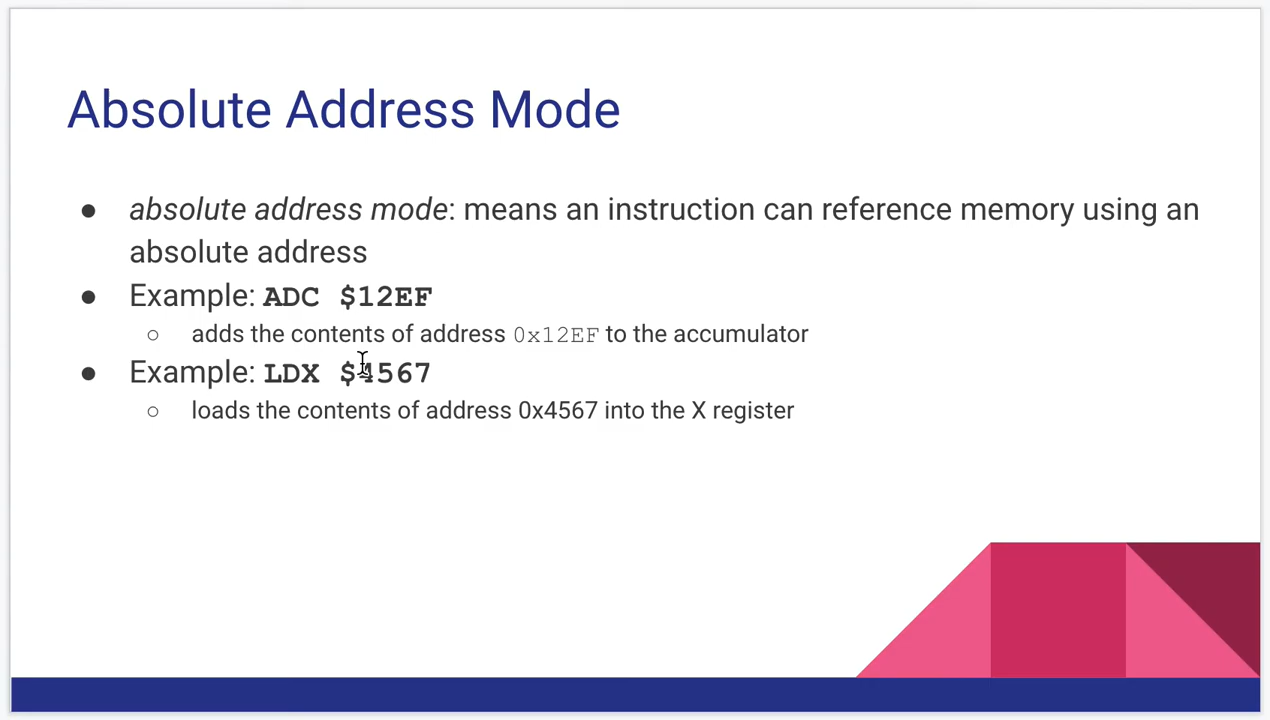 Absolute Address Mode
● absolute address mode: means an instruction can reference memory using an
absolute address
● Example: ADC $12EF
○ adds the contents of address 0x12EF to the accumulator
● Example: LDX $4567
○ loads the contents of address 0x4567 into the X register